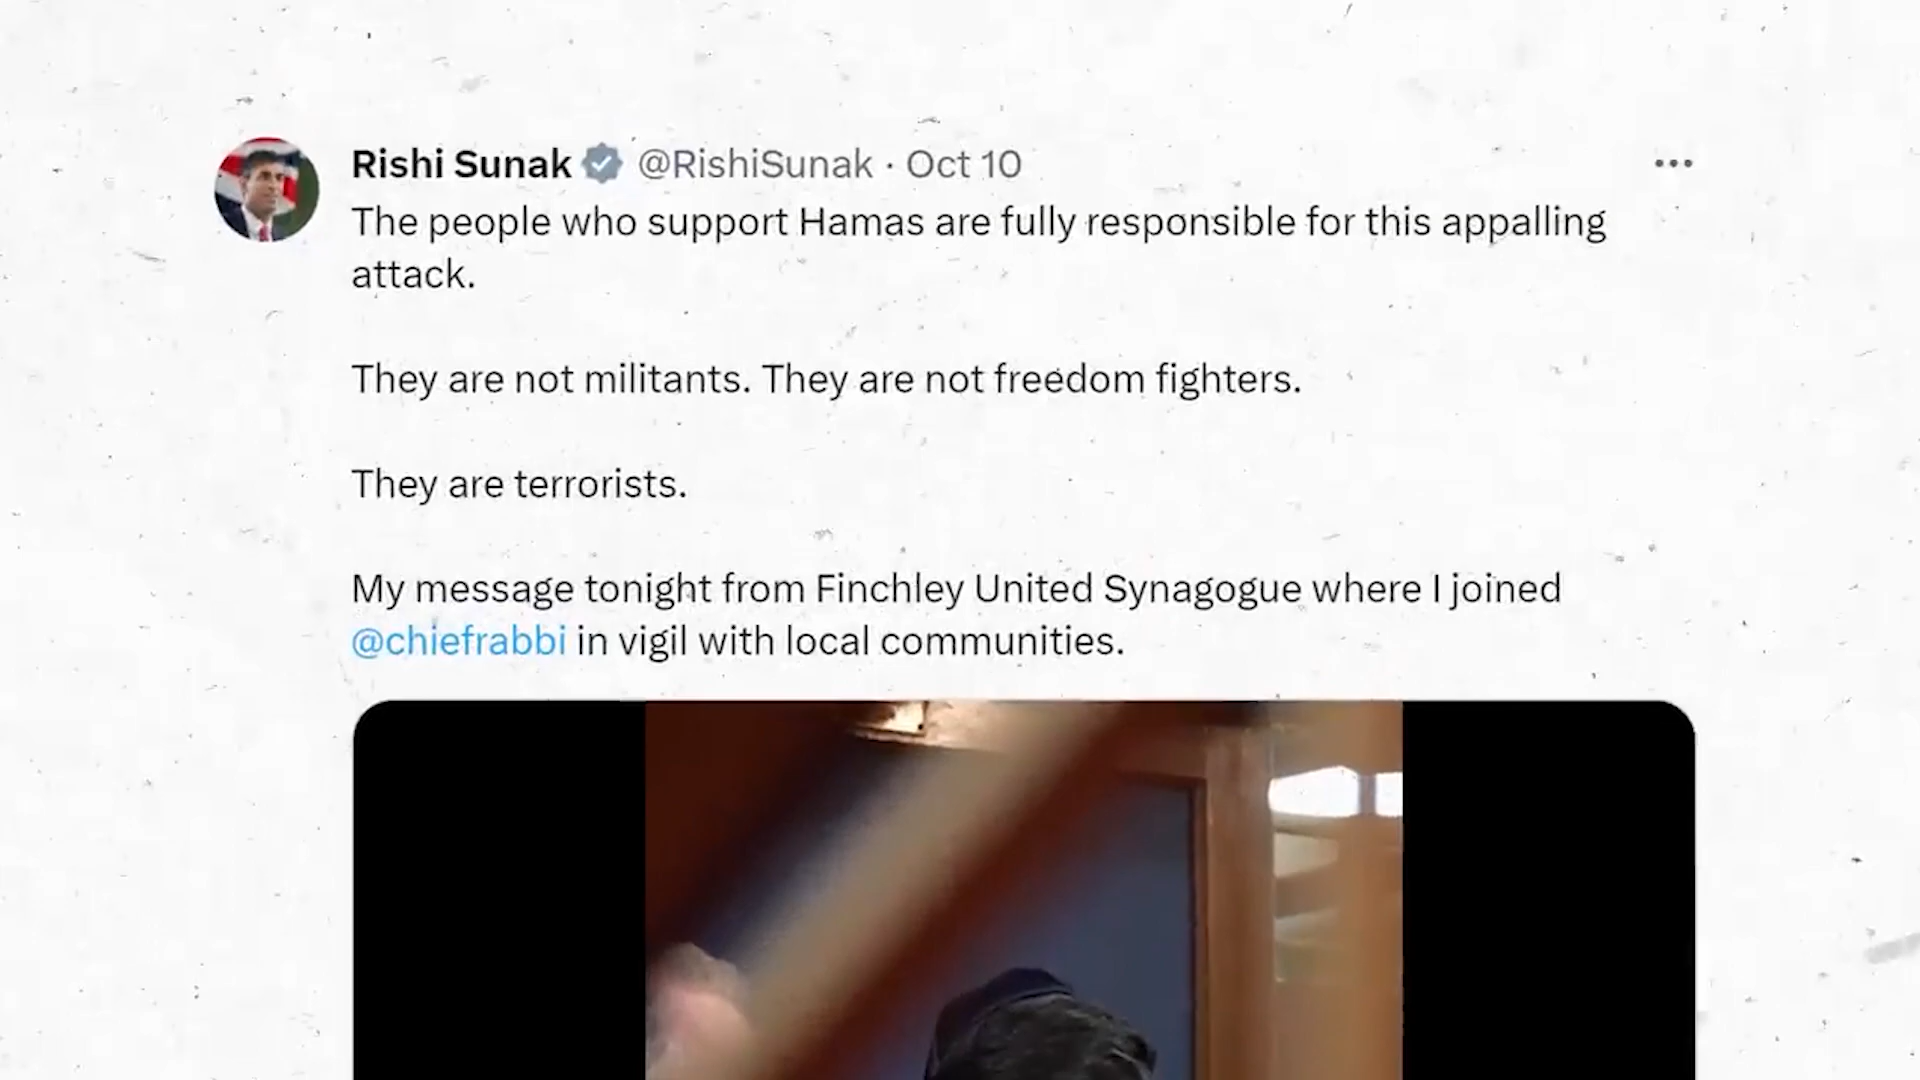 Rishi Sunak @RishiSunak · Oct 10
The people who support Hamas are fully responsible for this appalling
attack.
They are not militants. They are not freedom fighters.
They are terrorists.
My message tonight from Finchley United Synagogue where I joined
@chiefrabbi in vigil with local communities.